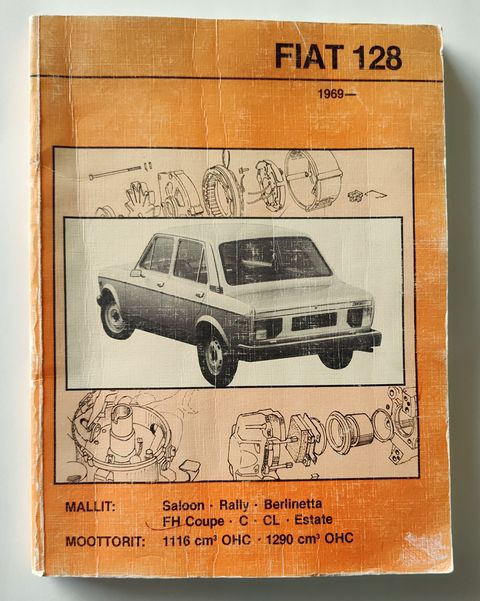 FIAT 128
1969—
MALLIT: Saloon · Rally · Berlinetta
FH Coupe · C · CL · Estate
MOOTTORIT: 1116 cm³ OHC · 1290 cm³ OHC